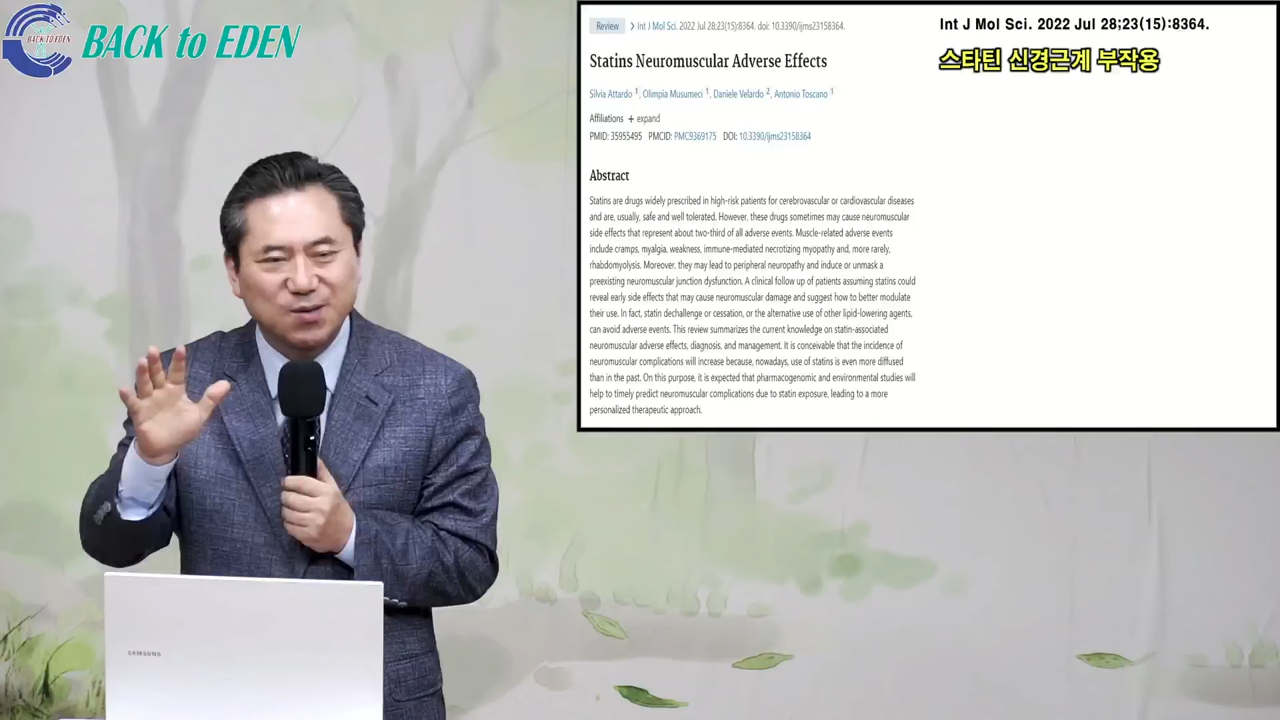 BACK TO EDEN
BACK to EDEN
Review
Int J Mol Sci. 2022 Jul 28;23(15):8364. doi: 10.3390/ijms23158364.
Statins Neuromuscular Adverse Effects
Silvia Attardo 1, Olimpia Musumeci 1, Daniele Velardo 2, Antonio Toscano 1
Affiliations + expand
PMID: 35955495 PMCID: PMC9369175 DOI: 10.3390/ijms23158364
Abstract
Statins are drugs widely prescribed in high-risk patients for cerebrovascular or cardiovascular diseases
and are, usually, safe and well tolerated. However, these drugs sometimes may cause neuromuscular
side effects that represent about two-third of all adverse events. Muscle-related adverse events
include cramps, myalgia, weakness, immune-mediated necrotizing myopathy and, more rarely,
rhabdomyolysis. Moreover, they may lead to peripheral neuropathy and induce or unmask a
preexisting neuromuscular junction dysfunction. A clinical follow up of patients assuming statins could
reveal early side effects that may cause neuromuscular damage and suggest how to better modulate
their use. In fact, statin dechallenge or cessation, or the alternative use of other lipid-lowering agents,
can avoid adverse events. This review summarizes the current knowledge on statin-associated
neuromuscular adverse effects, diagnosis, and management. It is conceivable that the incidence of
neuromuscular complications will increase because, nowadays, use of statins is even more diffused
than in the past. On this purpose, it is expected that pharmacogenomic and environmental studies will
help to timely predict neuromuscular complications due to statin exposure, leading to a more
personalized therapeutic approach.
Int J Mol Sci. 2022 Jul 28;23(15):8364.
스타틴 신경근계 부작용
SAMSUNG